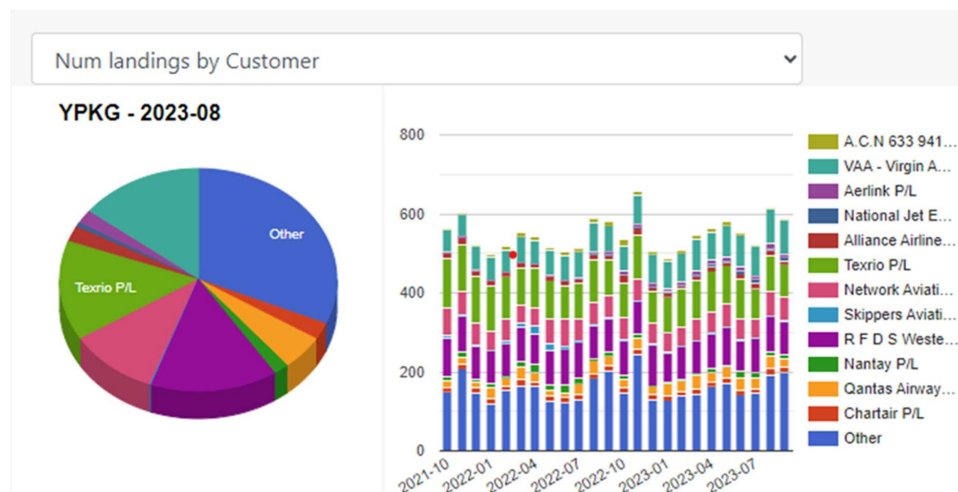 Num landings by Customer
YPKG - 2023-08
Other
Texrio P/L
800
600
400
200
0
2021-10
2022-01
2022-04
2022-07
2022-10
2023-01
2023-04
2023-07
A.C.N 633 941...
VAA - Virgin A...
Aerlink P/L
National Jet E...
Alliance Airline...
Texrio P/L
Network Aviati...
Skippers Aviati...
R F D S Weste...
Nantay P/L
Qantas Airway...
Chartair P/L
Other